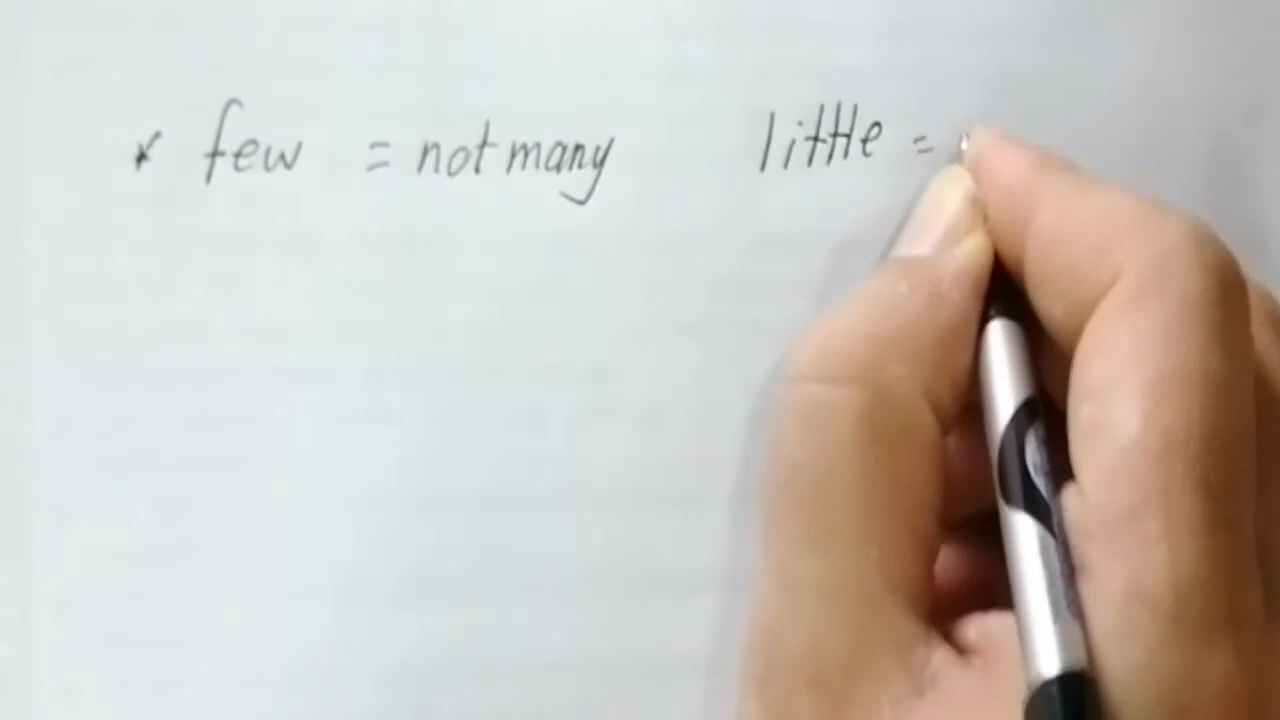 * few = not many little =